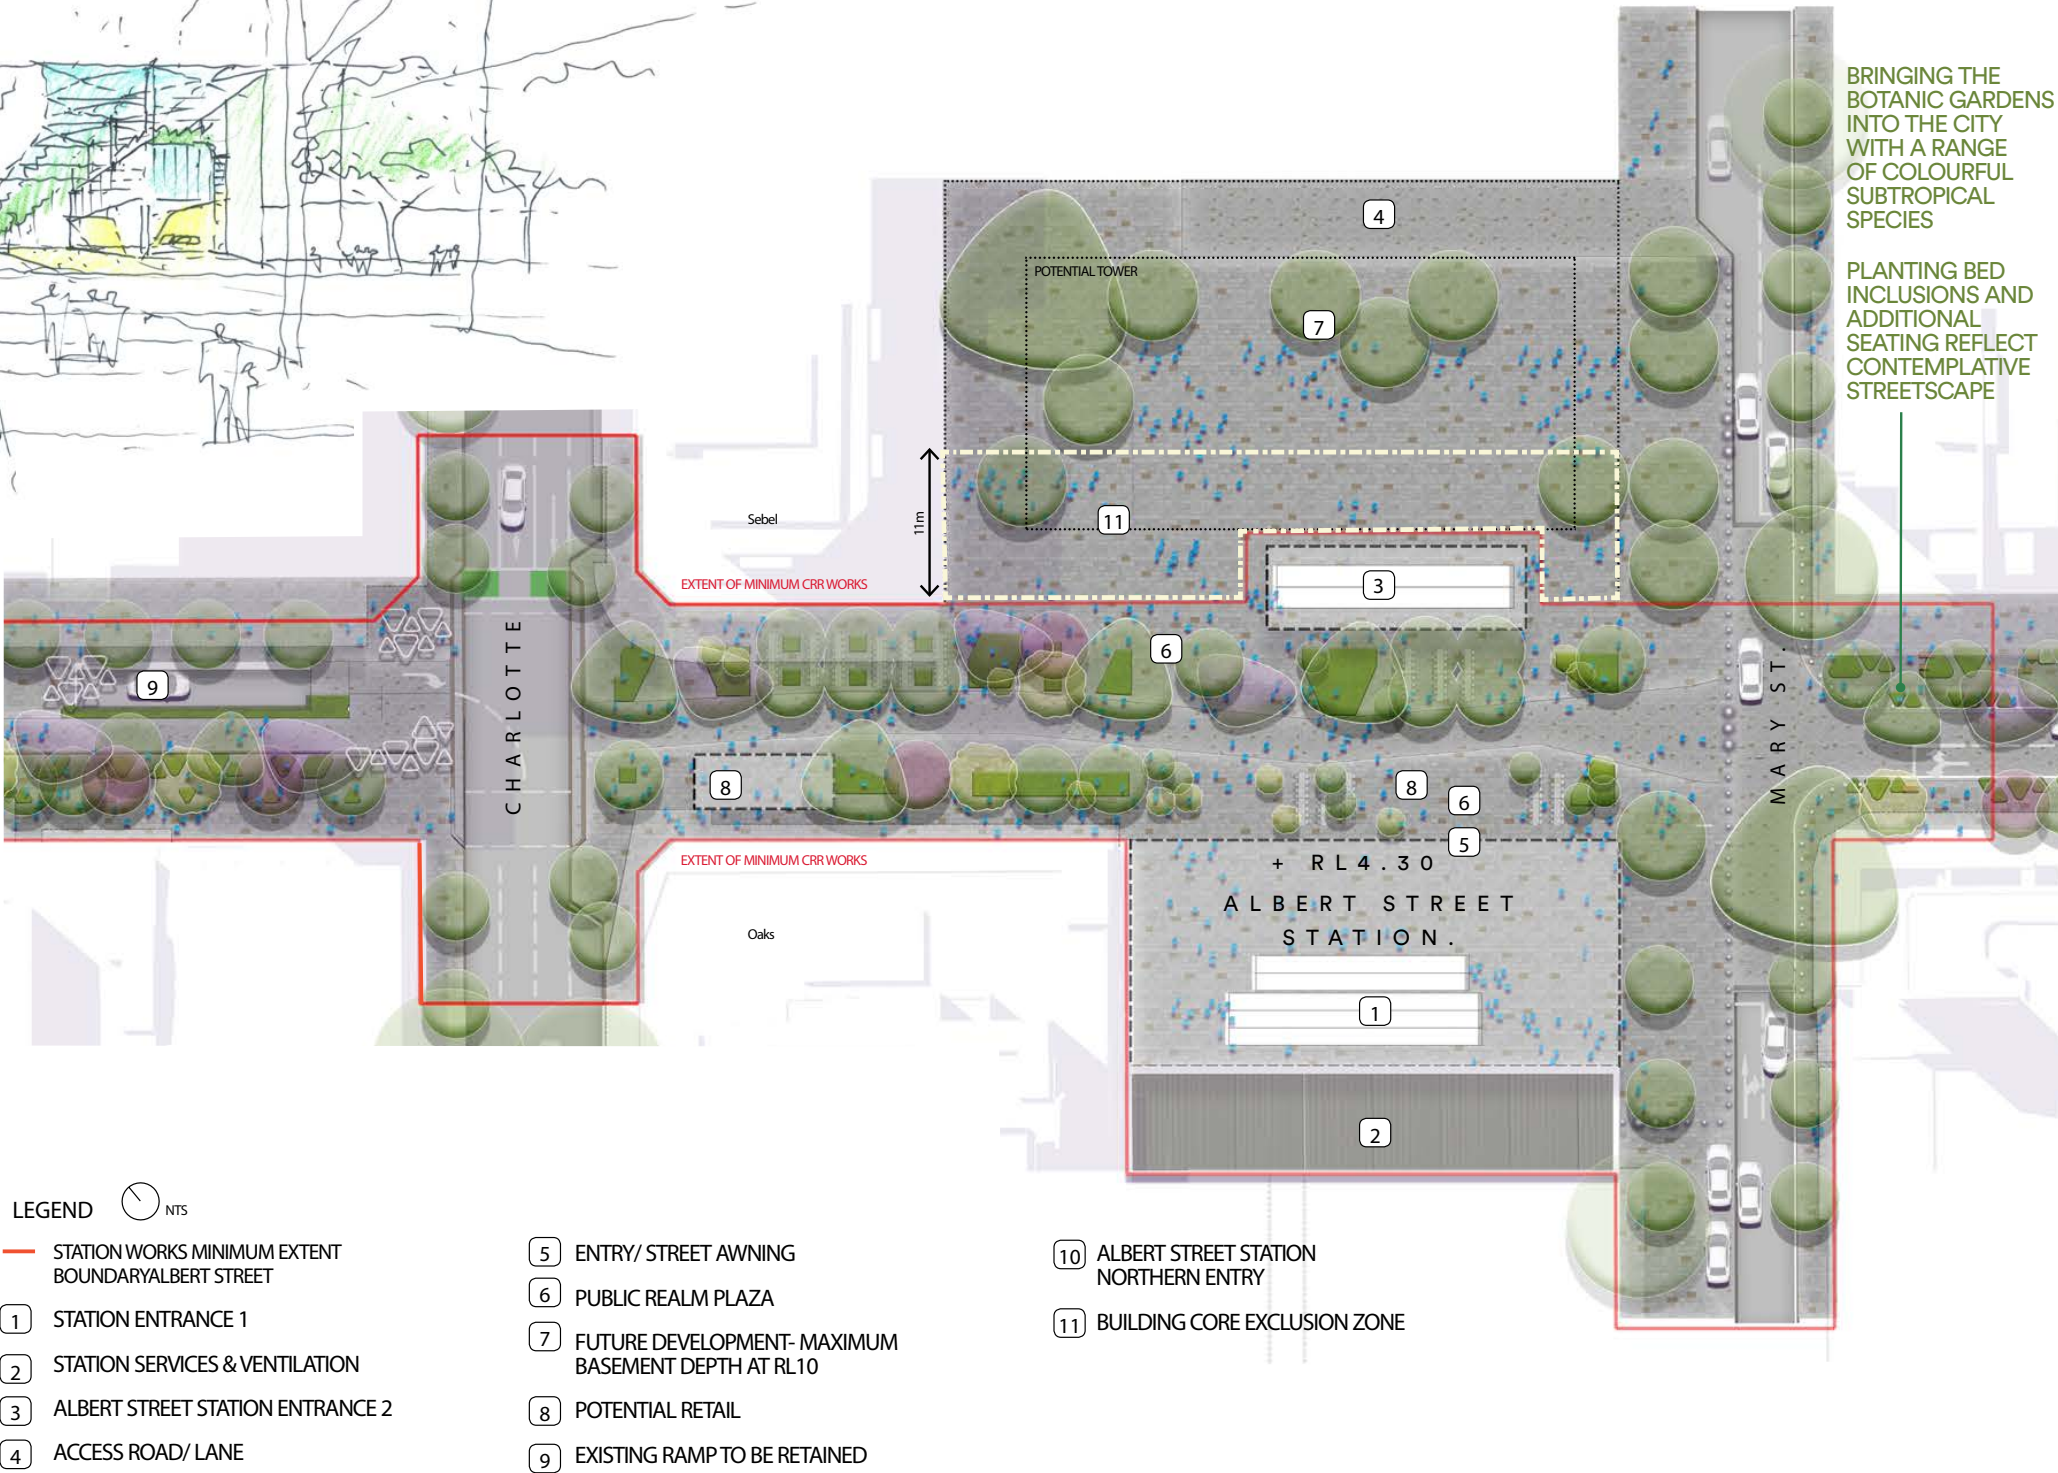 BRINGING THE
BOTANIC GARDENS
INTO THE CITY
WITH A RANGE
OF COLOURFUL
SUBTROPICAL
SPECIES
PLANTING BED
INCLUSIONS AND
ADDITIONAL
SEATING REFLECT
CONTEMPLATIVE
STREETSCAPE
4
POTENTIAL TOWER
7
11m
11
Sebel
EXTENT OF MINIMUM CRR WORKS
3
CHARLOTTE
6
MARY ST.
9
8
8
6
5
EXTENT OF MINIMUM CRR WORKS
+ RL4.30
ALBERT STREET
STATION.
Oaks
1
2
LEGEND
NTS
STATION WORKS MINIMUM EXTENT
BOUNDARYALBERT STREET
1 STATION ENTRANCE 1
2 STATION SERVICES & VENTILATION
3 ALBERT STREET STATION ENTRANCE 2
4 ACCESS ROAD/ LANE
5 ENTRY/ STREET AWNING
6 PUBLIC REALM PLAZA
7 FUTURE DEVELOPMENT- MAXIMUM
BASEMENT DEPTH AT RL10
8 POTENTIAL RETAIL
9 EXISTING RAMP TO BE RETAINED
10 ALBERT STREET STATION
NORTHERN ENTRY
11 BUILDING CORE EXCLUSION ZONE